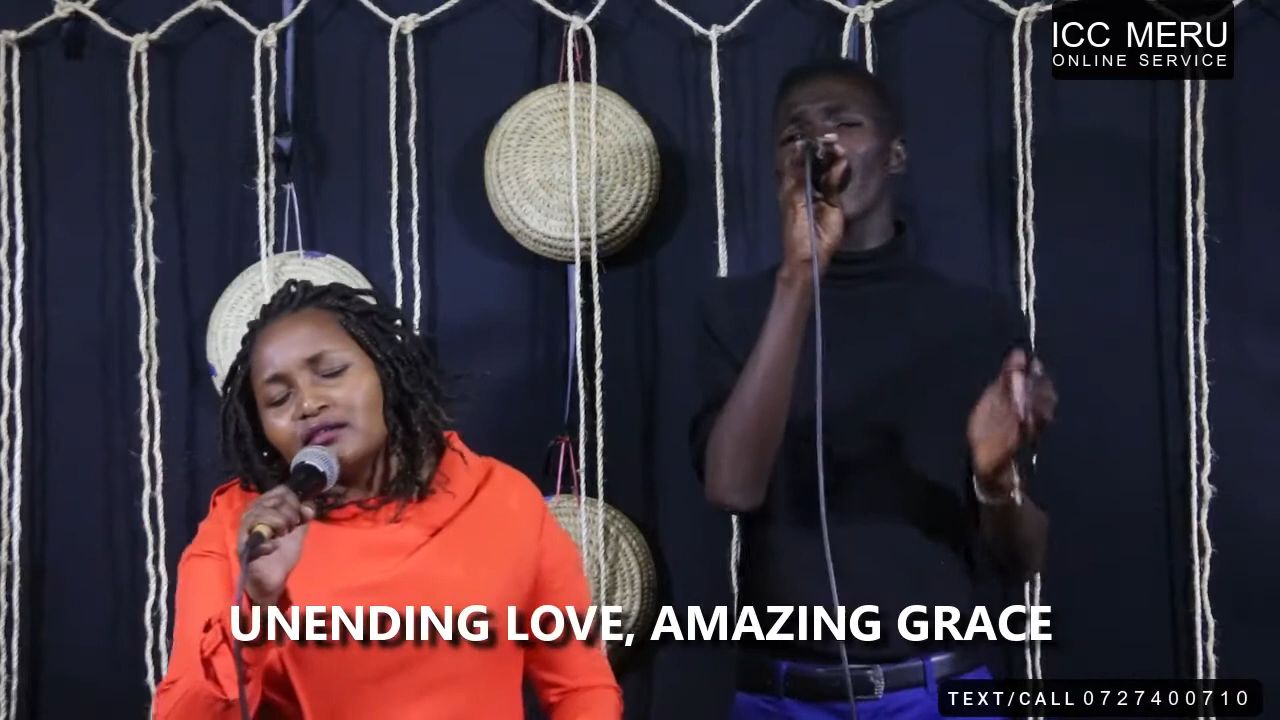 ICC MERU
ONLINE SERVICE
UNENDING LOVE, AMAZING GRACE
TEXT/CALL 0727400710